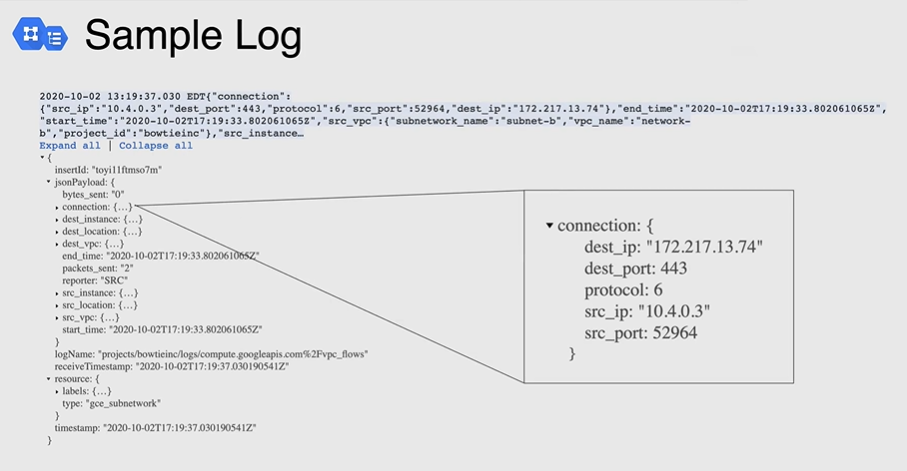 Sample Log
2020-10-02 13:19:37.030 EDT{"connection":
{"src_ip":"10.4.0.3","dest_port":443,"protocol":6,"src_port":52964,"dest_ip":"172.217.13.74"},"end_time":"2020-10-02T17:19:33.802061065Z",
"start_time":"2020-10-02T17:19:33.802061065Z","src_vpc":{"subnetwork_name":"subnet-b","vpc_name":"network-
b","project_id":"bowtieinc"},"src_instance…
Expand all | Collapse all
{
insertId: "toyi11ftmso7m"
jsonPayload: {
bytes_sent: "0"
connection: {…}
dest_instance: {…}
dest_location: {…}
dest_vpc: {…}
end_time: "2020-10-02T17:19:33.802061065Z"
packets_sent: "2"
reporter: "SRC"
src_instance: {…}
src_location: {…}
src_vpc: {…}
start_time: "2020-10-02T17:19:33.802061065Z"
}
logName: "projects/bowtieinc/logs/compute.googleapis.com%2Fvpc_flows"
receiveTimestamp: "2020-10-02T17:19:37.030190541Z"
resource: {
labels: {…}
type: "gce_subnetwork"
}
timestamp: "2020-10-02T17:19:37.030190541Z"
}
connection: {
dest_ip: "172.217.13.74"
dest_port: 443
protocol: 6
src_ip: "10.4.0.3"
src_port: 52964
}